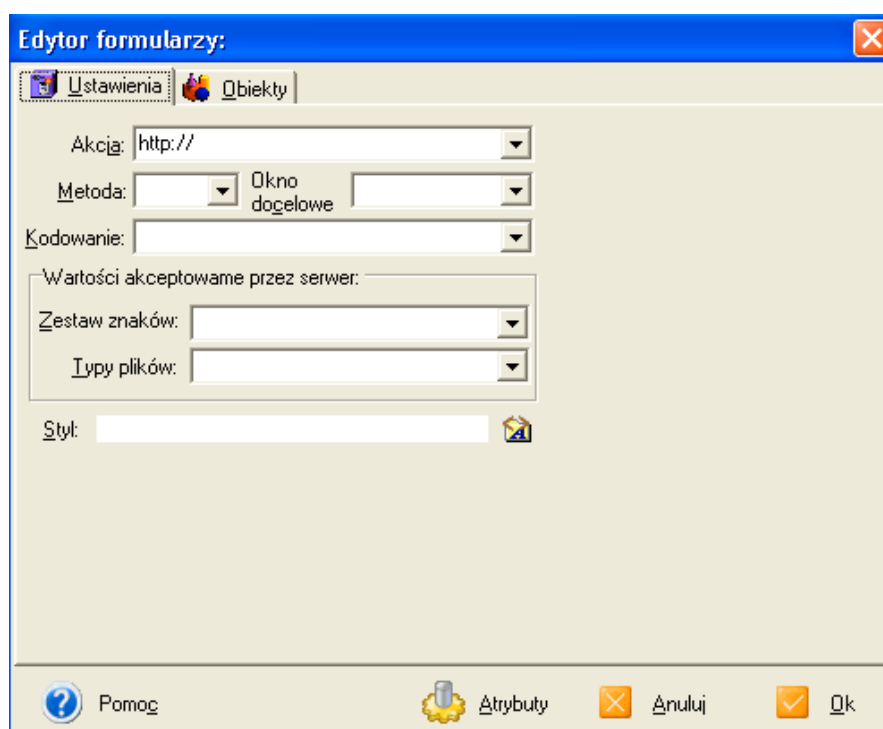 Edytor formularzy:
Ustawienia Obiekty
Akcja: http://
Metoda: Okno
docelowe
Kodowanie:
Wartości akceptowame przez serwer:
Zestaw znaków:
Typy plików:
Styl:
Pomoc Atrybuty Anuluj Ok